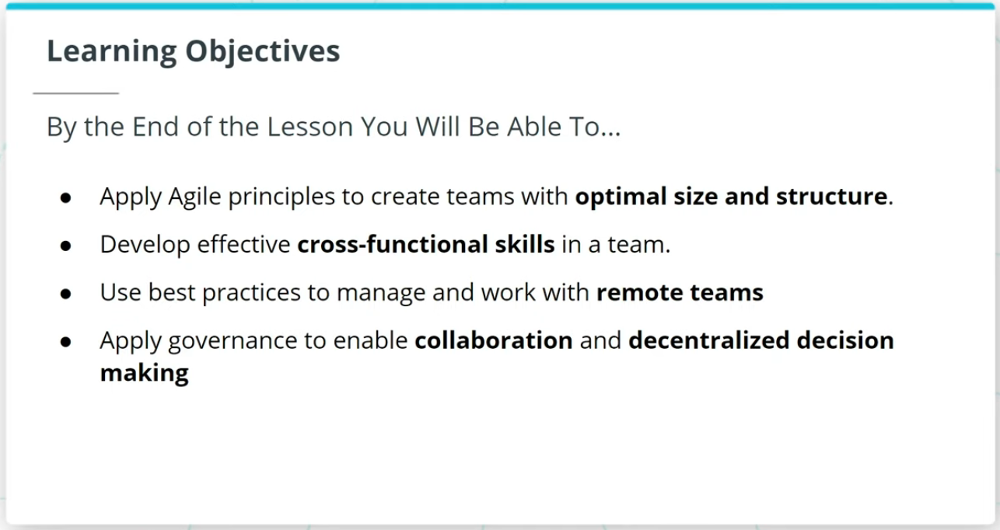 Learning Objectives
By the End of the Lesson You Will Be Able To...
● Apply Agile principles to create teams with optimal size and structure.
● Develop effective cross-functional skills in a team.
● Use best practices to manage and work with remote teams
● Apply governance to enable collaboration and decentralized decision
making